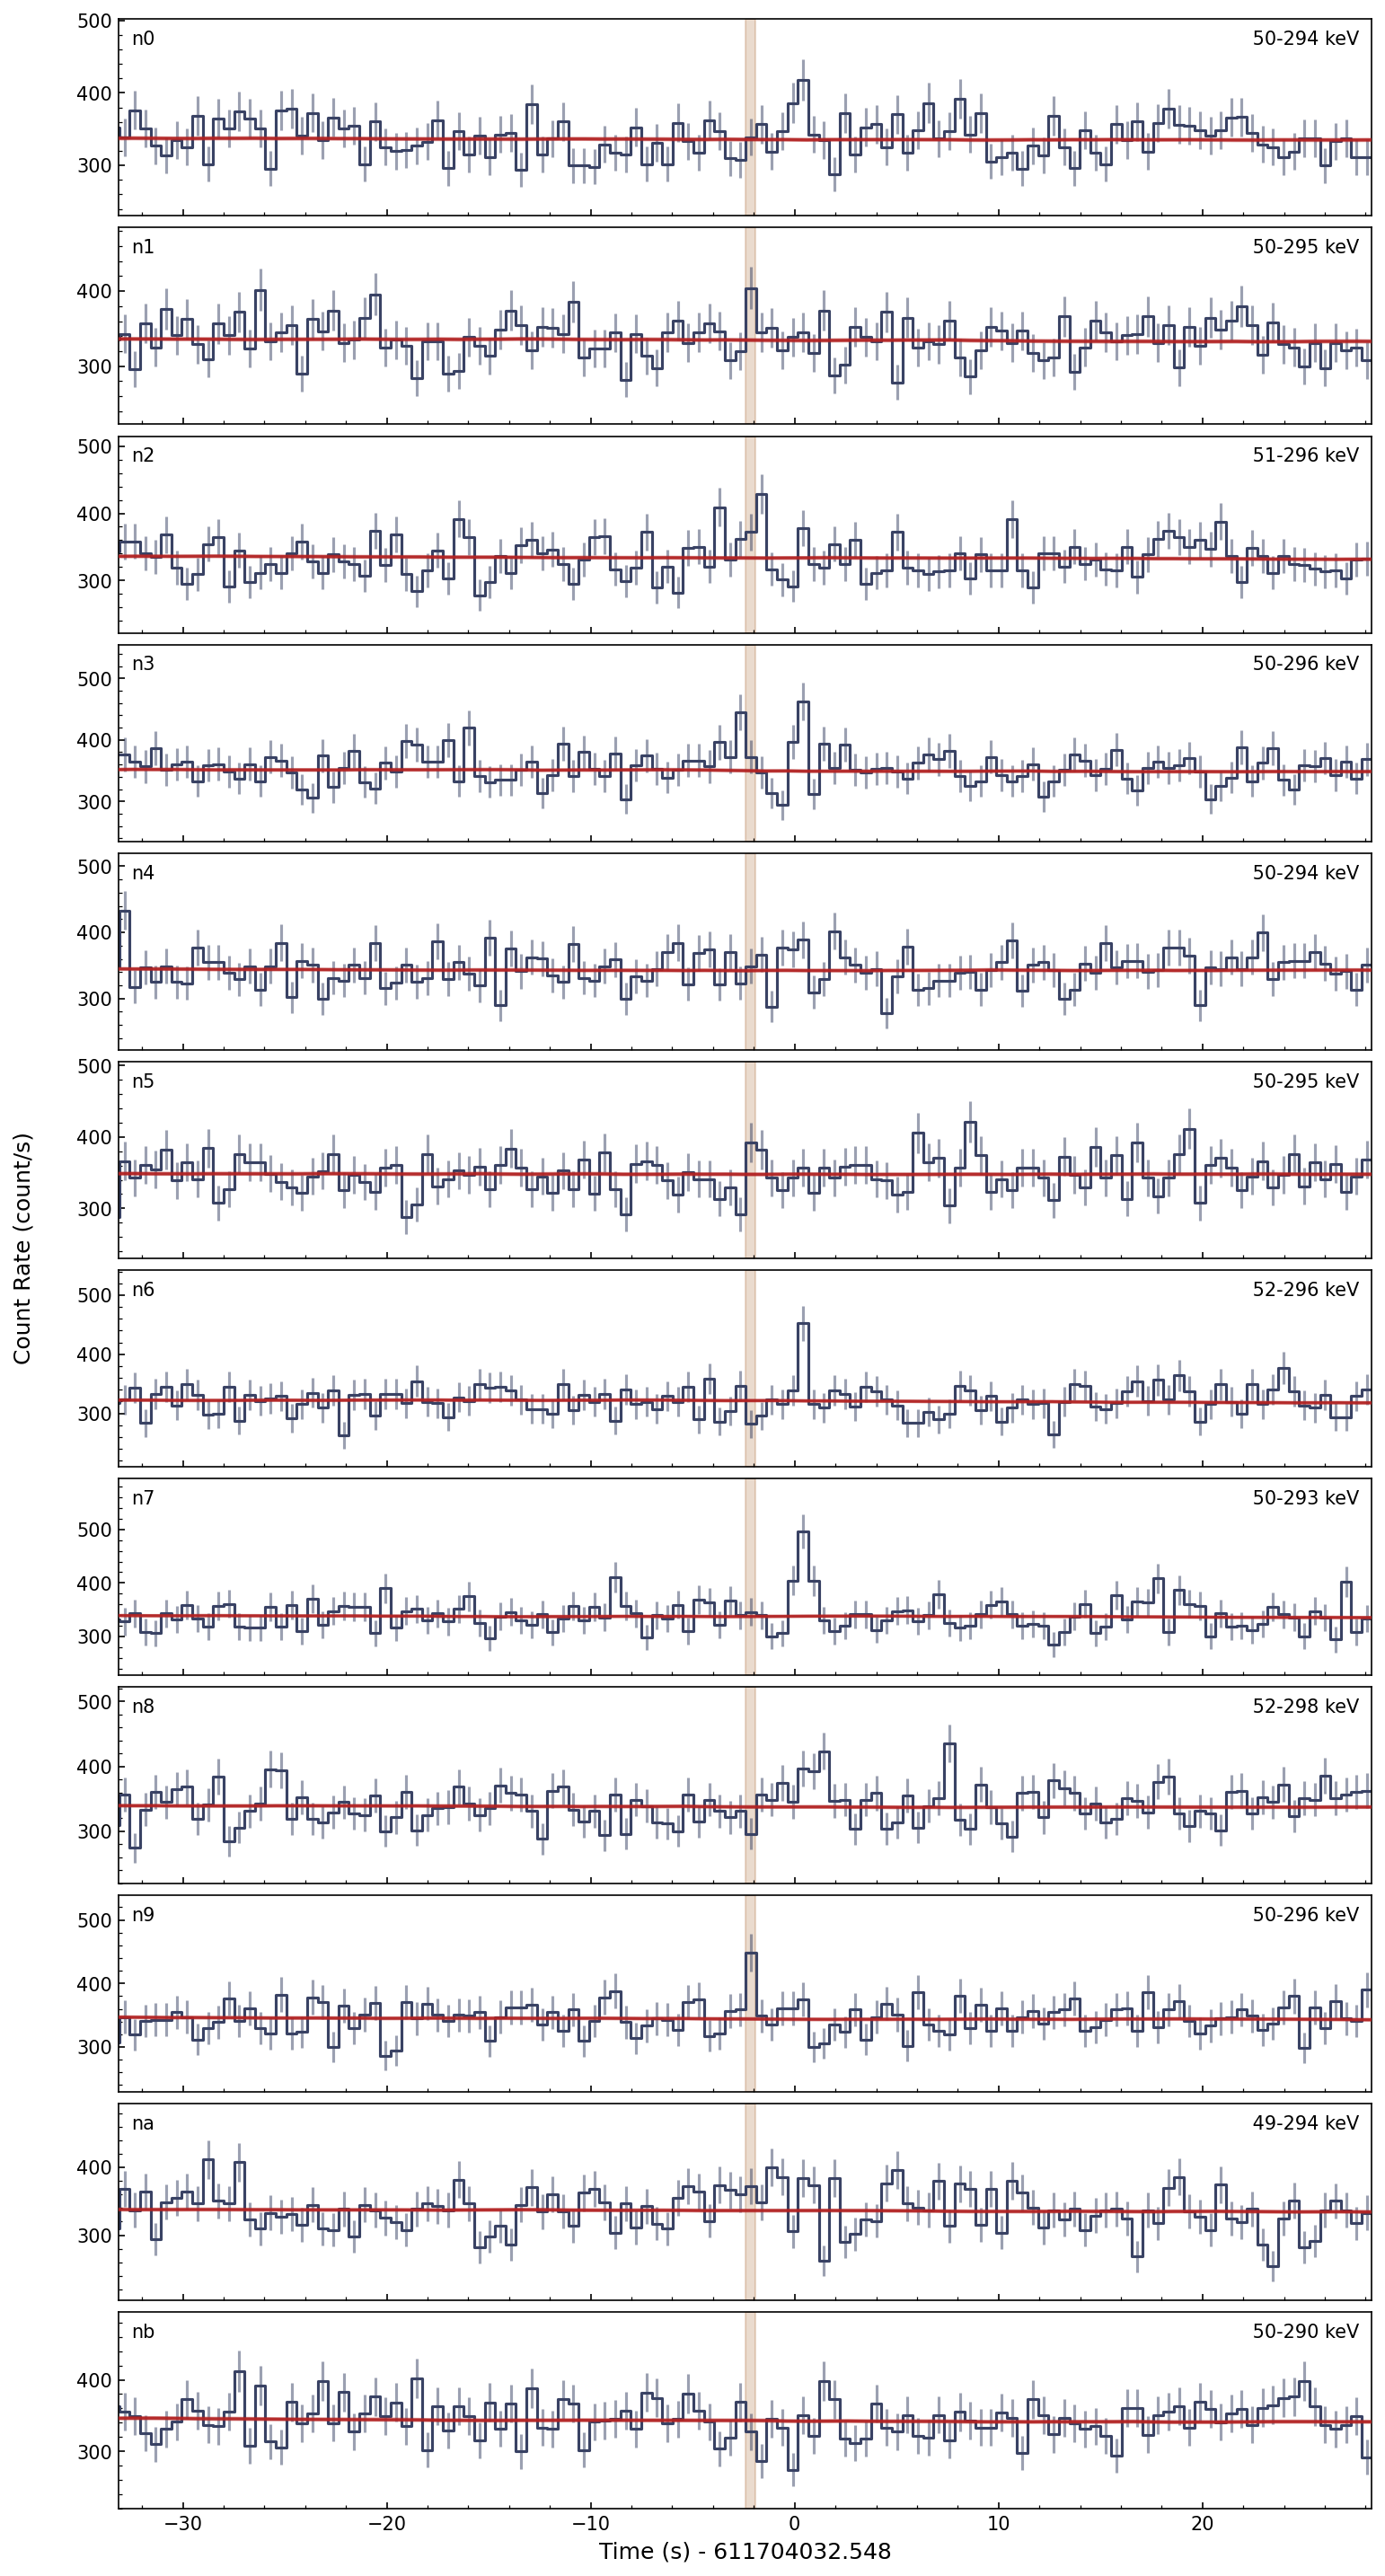 500
n0
50-294 keV
400
300
n1
50-295 keV
400
300
500
n2
51-296 keV
400
300
n3
50-296 keV
500
400
300
500
n4
50-294 keV
400
300
500
n5
50-295 keV
400
300
Count Rate (count/s)
n6
52-296 keV
500
400
300
n7
50-293 keV
500
400
300
500
n8
52-298 keV
400
300
n9
50-296 keV
500
400
300
na
49-294 keV
400
300
nb
50-290 keV
400
300
−30 −20 −10 0 10 20
Time (s) - 611704032.548